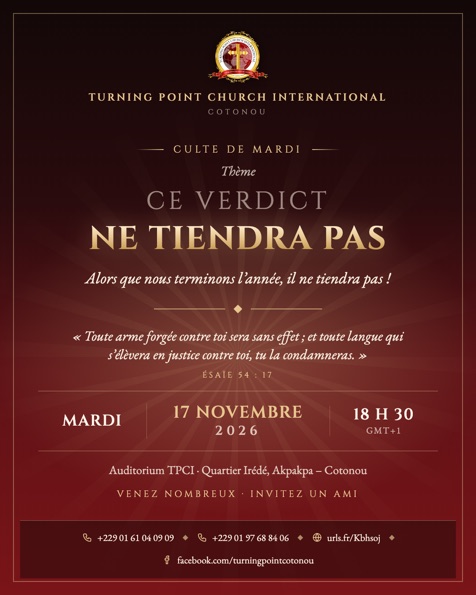 TURNING POINT CHURCH INTERNATIONAL
COTONOU
CULTE DE MARDI
Thème
CE VERDICT
NE TIENDRA PAS
Alors que nous terminons l'année, il ne tiendra pas !
« Toute arme forgée contre toi sera sans effet ; et toute langue qui
s'élèvera en justice contre toi, tu la condamneras. »
ÉSAÏE 54 : 17
MARDI
17 NOVEMBRE
2026
18 H 30
GMT+1
Auditorium TPCI · Quartier Irédé, Akpakpa – Cotonou
VENEZ NOMBREUX · INVITEZ UN AMI
+229 01 61 04 09 09 ◆ +229 01 97 68 84 06 ◆ urls.fr/Kbhsoj ◆
facebook.com/turningpointcotonou